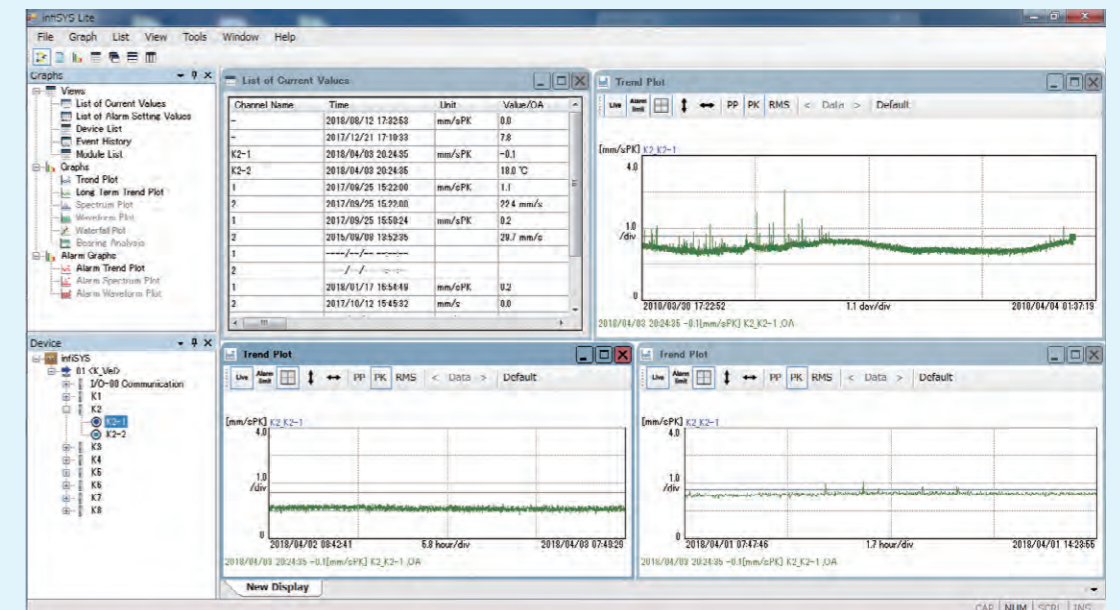 infiSYS Lite
File Graph List View Tools Window Help
Graphs
Views
List of Current Values
List of Alarm Setting Values
Device List
Event History
Module List
Graphs
Trend Plot
Long Term Trend Plot
Spectrum Plot
Waveform Plot
Waterfall Plot
Bearing Analysis
Alarm Graphs
Alarm Trend Plot
Alarm Spectrum Plot
Alarm Waveform Plot
Device
infiSYS
01 <K_Vel>
I/O-00 Communication
K1
K2
K2-1
K2-2
K3
K4
K5
K6
K7
K8
List of Current Values
Channel Name Time Unit Value/OA
- 2018/08/12 17:32:53 mm/sPK 0.0
- 2017/12/21 17:19:33 7.8
K2-1 2018/04/03 20:24:35 mm/sPK -0.1
K2-2 2018/04/03 20:24:35 18.0 °C
1 2017/09/25 15:22:00 mm/sPK 1.1
2 2017/09/25 15:22:00 22.4 mm/s
1 2017/09/25 15:50:24 mm/sPK 0.2
2 2015/09/08 13:52:35 29.7 mm/s
1 ----/--/-- --:--:--
2 --/--/-- --:--:--
1 2018/01/17 16:54:49 mm/sPK 0.2
2 2017/10/12 15:45:32 mm/s 0.0
Trend Plot
Live Alarm limit PP PK RMS < Data > Default
[mm/sPK] K2_K2-1
4.0
1.0
/div
0
2018/03/30 17:22:52 1.1 day/div 2018/04/04 01:37:19
2018/04/03 20:24:35 -0.1[mm/sPK] K2_K2-1 ,OA
Trend Plot
Live Alarm limit PP PK RMS < Data > Default
[mm/sPK] K2_K2-1
4.0
1.0
/div
0
2018/04/02 08:42:41 5.8 hour/div 2018/04/03 07:49:29
2018/04/03 20:24:35 -0.1[mm/sPK] K2_K2-1 ,OA
Trend Plot
Live Alarm limit PP PK RMS < Data > Default
[mm/sPK] K2_K2-1
4.0
1.0
/div
0
2018/04/01 07:47:46 1.7 hour/div 2018/04/01 14:23:55
2018/04/03 20:24:35 -0.1[mm/sPK] K2_K2-1 ,OA
New Display
CAP NUM SCRL INS